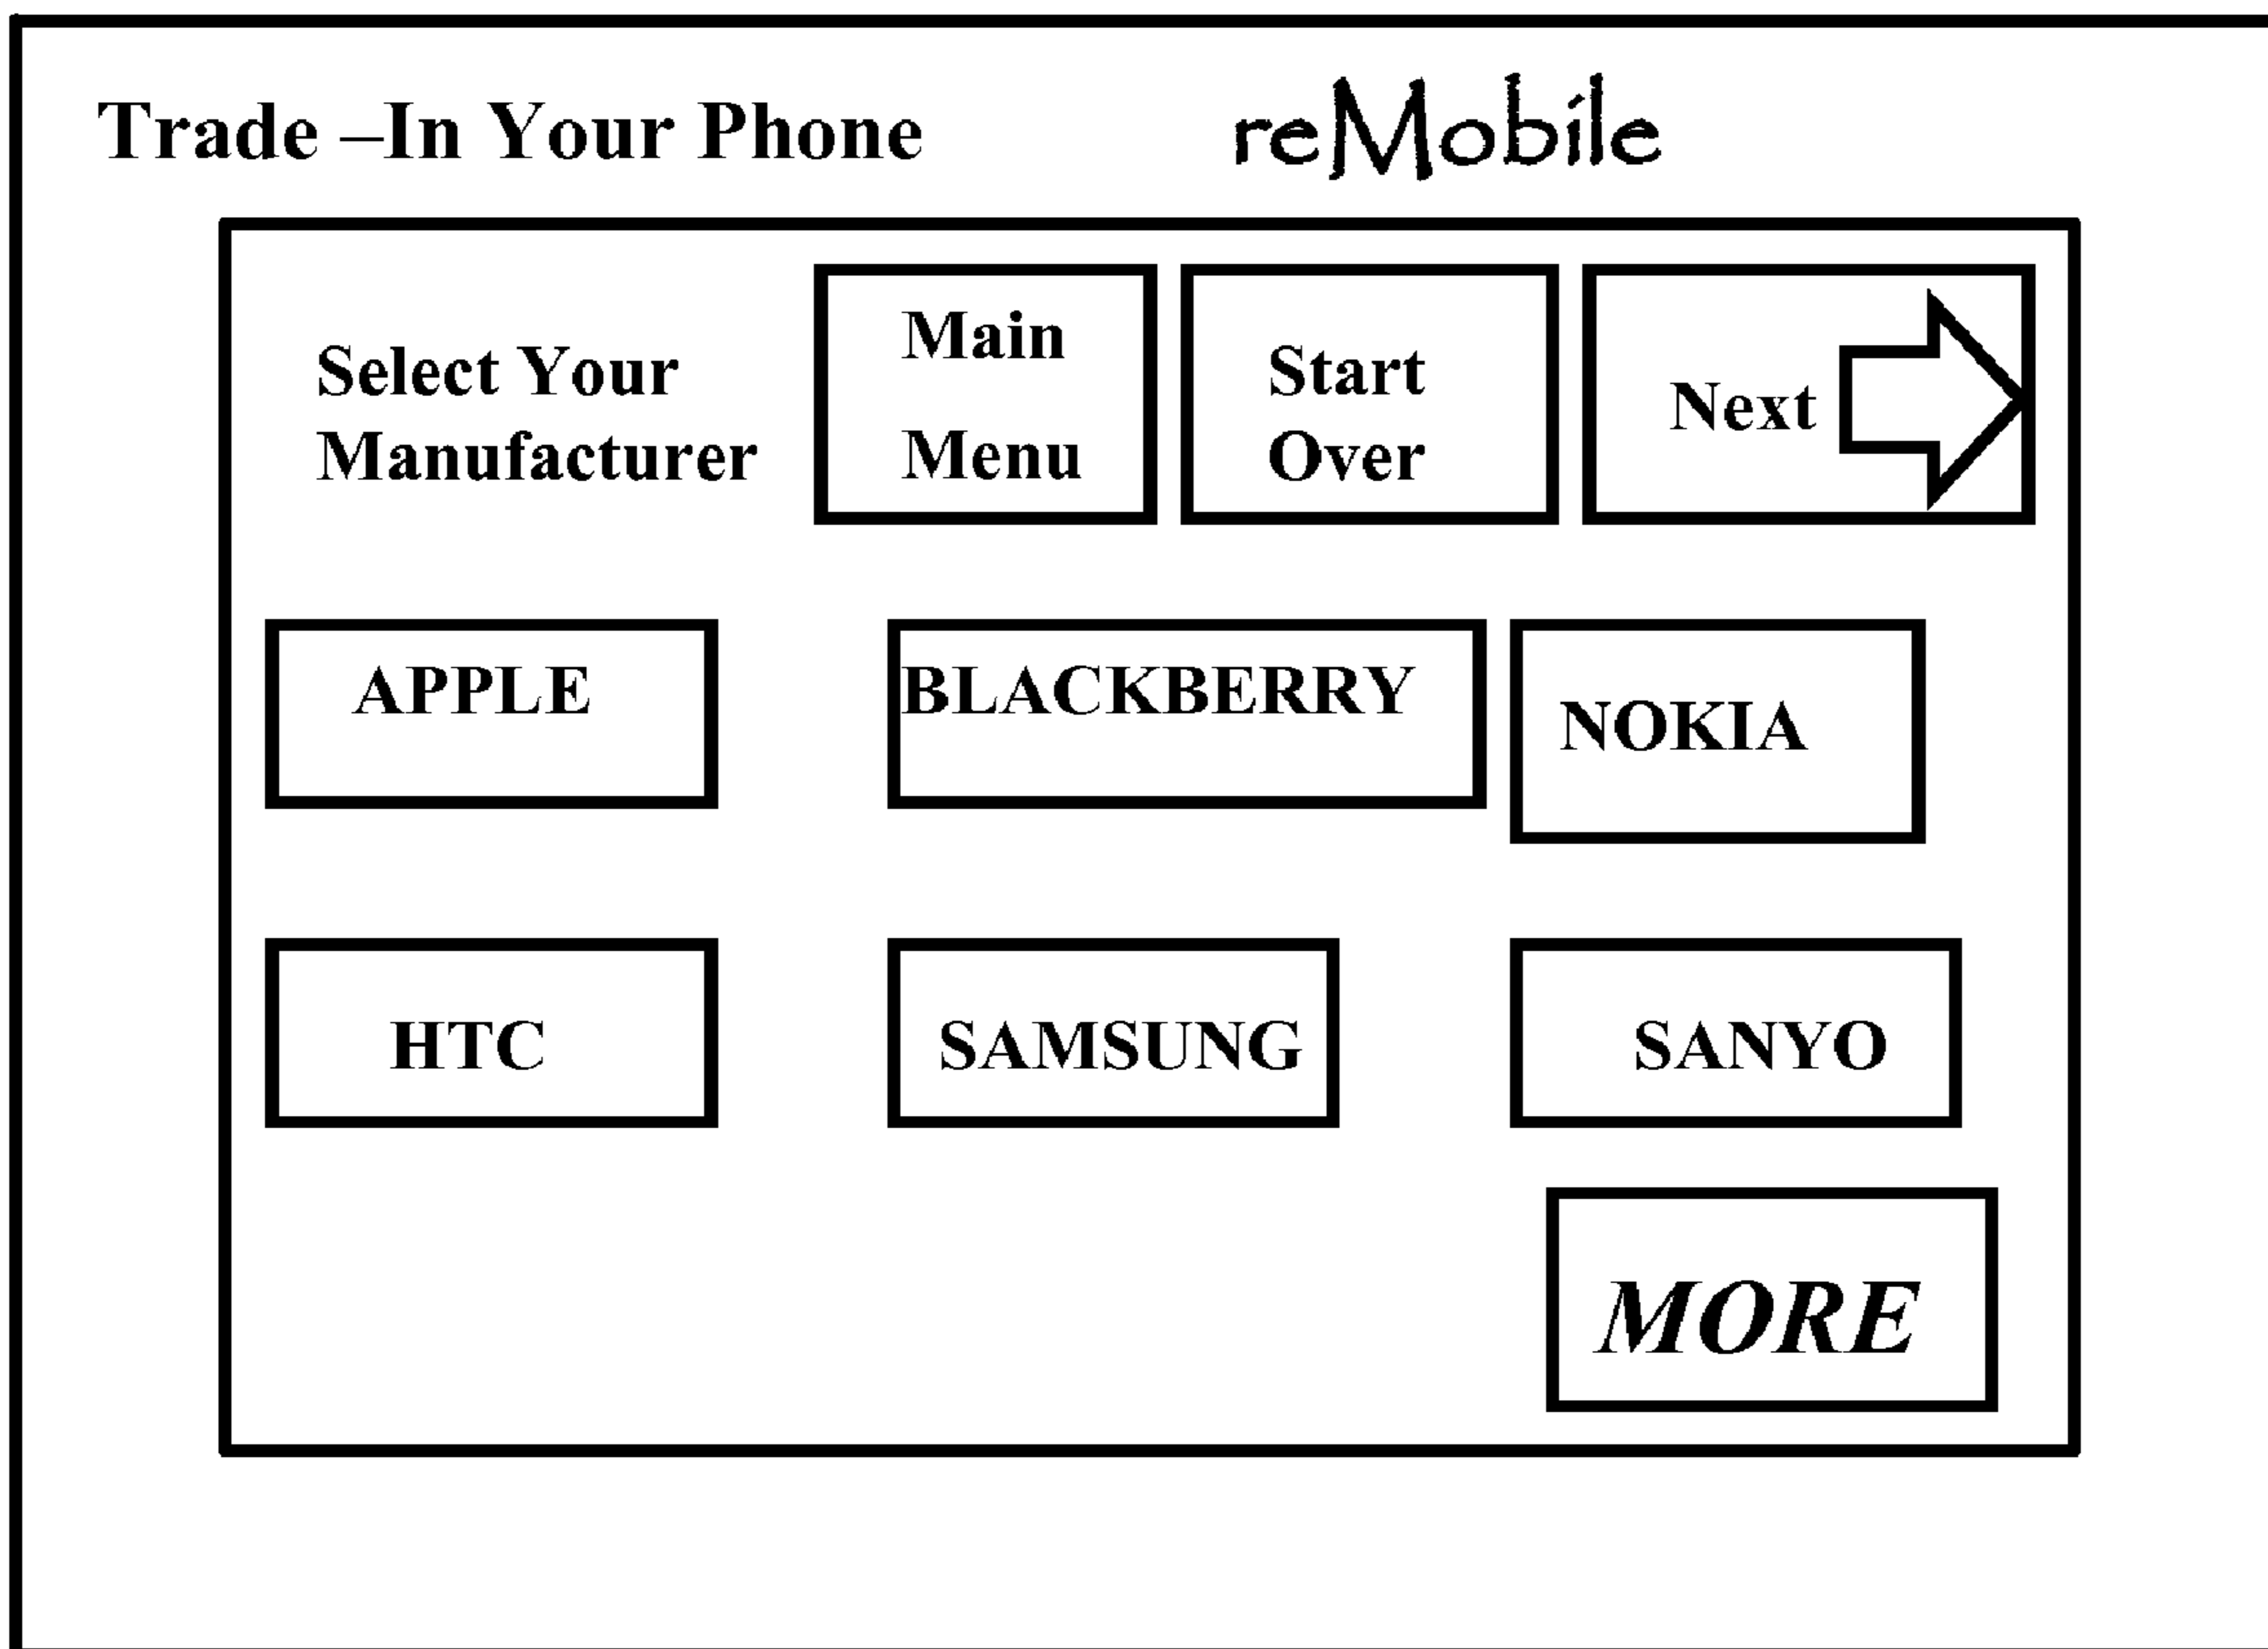 Trade –In Your Phone
reMobile
Select Your
Manufacturer
Main
Menu
Start
Over
Next
APPLE
BLACKBERRY
NOKIA
HTC
SAMSUNG
SANYO
MORE